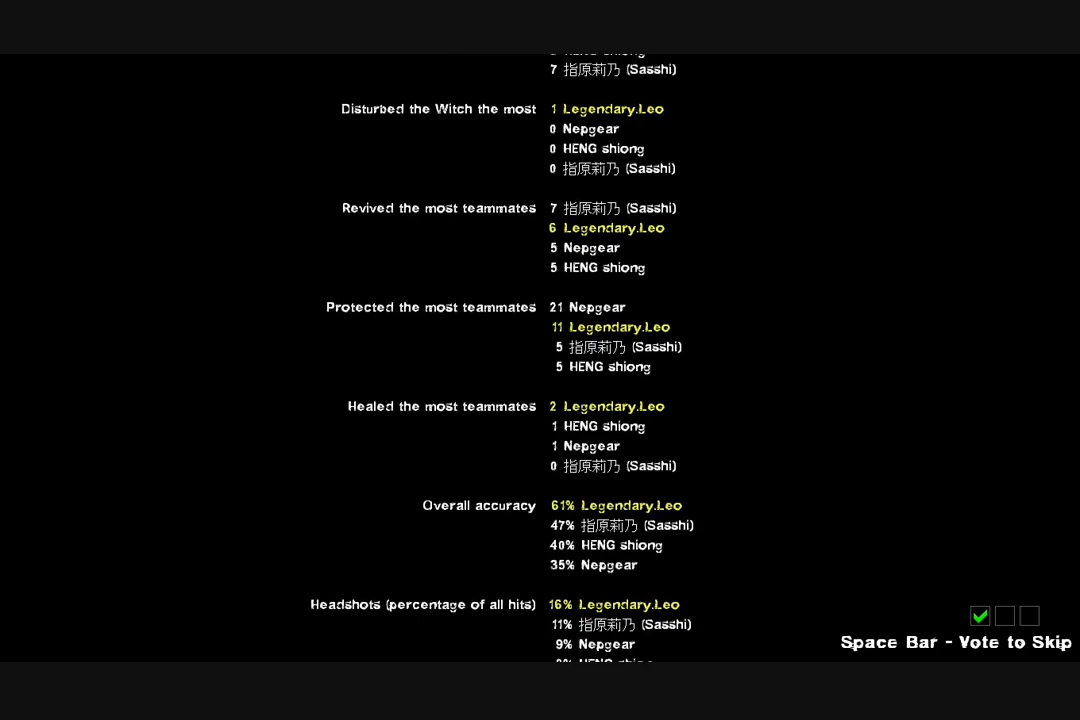 7 指原莉乃 (Sasshi)
Disturbed the Witch the most 1 Legendary.Leo
0 Nepgear
0 HENG shiong
0 指原莉乃 (Sasshi)
Revived the most teammates 7 指原莉乃 (Sasshi)
6 Legendary.Leo
5 Nepgear
5 HENG shiong
Protected the most teammates 21 Nepgear
11 Legendary.Leo
5 指原莉乃 (Sasshi)
5 HENG shiong
Healed the most teammates 2 Legendary.Leo
1 HENG shiong
1 Nepgear
0 指原莉乃 (Sasshi)
Overall accuracy 61% Legendary.Leo
47% 指原莉乃 (Sasshi)
40% HENG shiong
35% Nepgear
Headshots (percentage of all hits) 16% Legendary.Leo
11% 指原莉乃 (Sasshi)
9% Nepgear
Space Bar - Vote to Skip